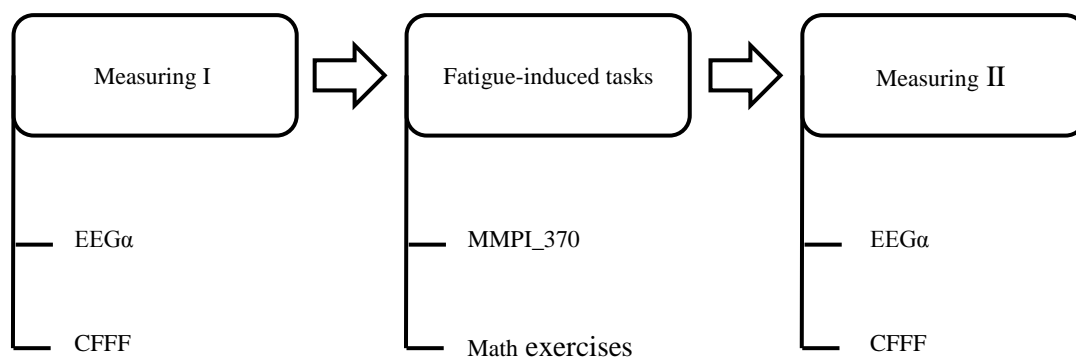 Measuring I
Fatigue-induced tasks
Measuring Ⅱ
EEGα
MMPI_370
EEGα
CFFF
Math exercises
CFFF